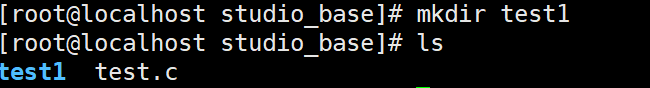 [root@localhost studio_base]# mkdir test1
[root@localhost studio_base]# ls
test1  test.c